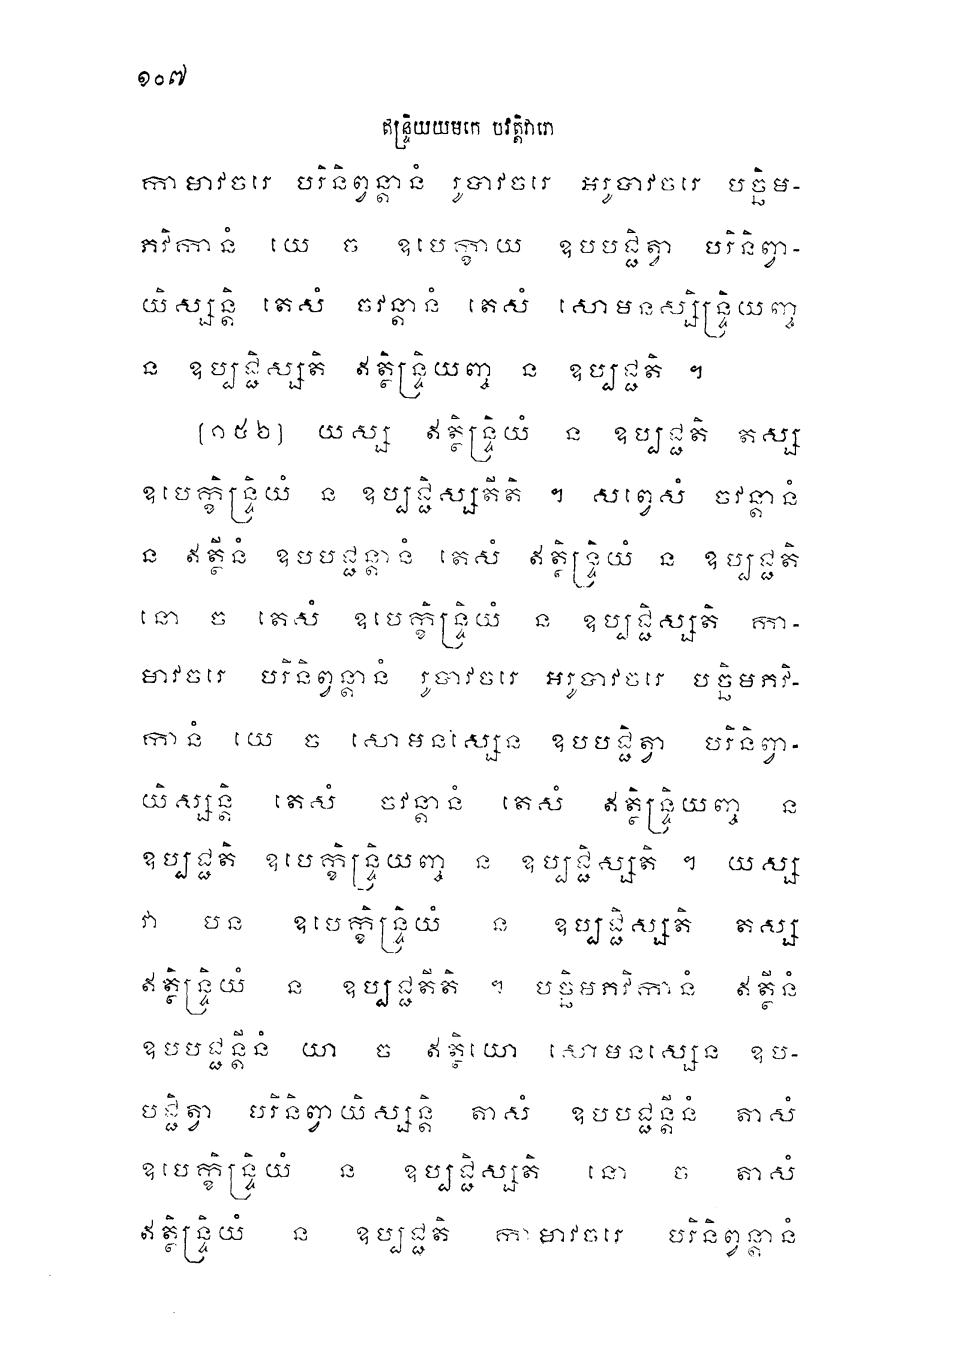 ១០៧
ឥន្ទ្រិយយមកេ បវត្តិវារោ
កាមាវចរេ បរិនិព្វន្តានំ រូបាវចរេ អរូបាវចរេ បច្ឆិម-
ភវិកានំ យេ ច ឧបេក្ខាយ ឧបបជ្ជិត្វា បរិនិព្វា-
យិស្សន្តិ តេសំ ចវន្តានំ តេសំ សោមនស្សិន្ទ្រិយញ្ច
ន ឧប្បជ្ជិស្សតិ ឥត្ថិន្ទ្រិយញ្ច ន ឧប្បជ្ជតិ ។
(១៥៦) យស្ស ឥត្ថិន្ទ្រិយំ ន ឧប្បជ្ជតិ តស្ស
ឧបេក្ខិន្ទ្រិយំ ន ឧប្បជ្ជិស្សតីតិ ។ សព្វេសំ ចវន្តានំ
ន ឥត្ថីនំ ឧបបជ្ជន្តានំ តេសំ ឥត្ថិន្ទ្រិយំ ន ឧប្បជ្ជតិ
នោ ច តេសំ ឧបេក្ខិន្ទ្រិយំ ន ឧប្បជ្ជិស្សតិ កា-
មាវចរេ បរិនិព្វន្តានំ រូបាវចរេ អរូបាវចរេ បច្ឆិមភវិ-
កានំ យេ ច សោមនស្សេន ឧបបជ្ជិត្វា បរិនិព្វា-
យិស្សន្តិ តេសំ ចវន្តានំ តេសំ ឥត្ថិន្ទ្រិយញ្ច ន
ឧប្បជ្ជតិ ឧបេក្ខិន្ទ្រិយញ្ច ន ឧប្បជ្ជិស្សតិ ។ យស្ស
វា បន ឧបេក្ខិន្ទ្រិយំ ន ឧប្បជ្ជិស្សតិ តស្ស
ឥត្ថិន្ទ្រិយំ ន ឧប្បជ្ជតីតិ ។ បច្ឆិមភវិកានំ ឥត្ថីនំ
ឧបបជ្ជន្តីនំ យា ច ឥត្ថិយោ សោមនស្សេន ឧប-
បជ្ជិត្វា បរិនិព្វាយិស្សន្តិ តាសំ ឧបបជ្ជន្តីនំ តាសំ
ឧបេក្ខិន្ទ្រិយំ ន ឧប្បជ្ជិស្សតិ នោ ច តាសំ
ឥត្ថិន្ទ្រិយំ ន ឧប្បជ្ជតិ កាមាវចរេ បរិនិព្វន្តានំ